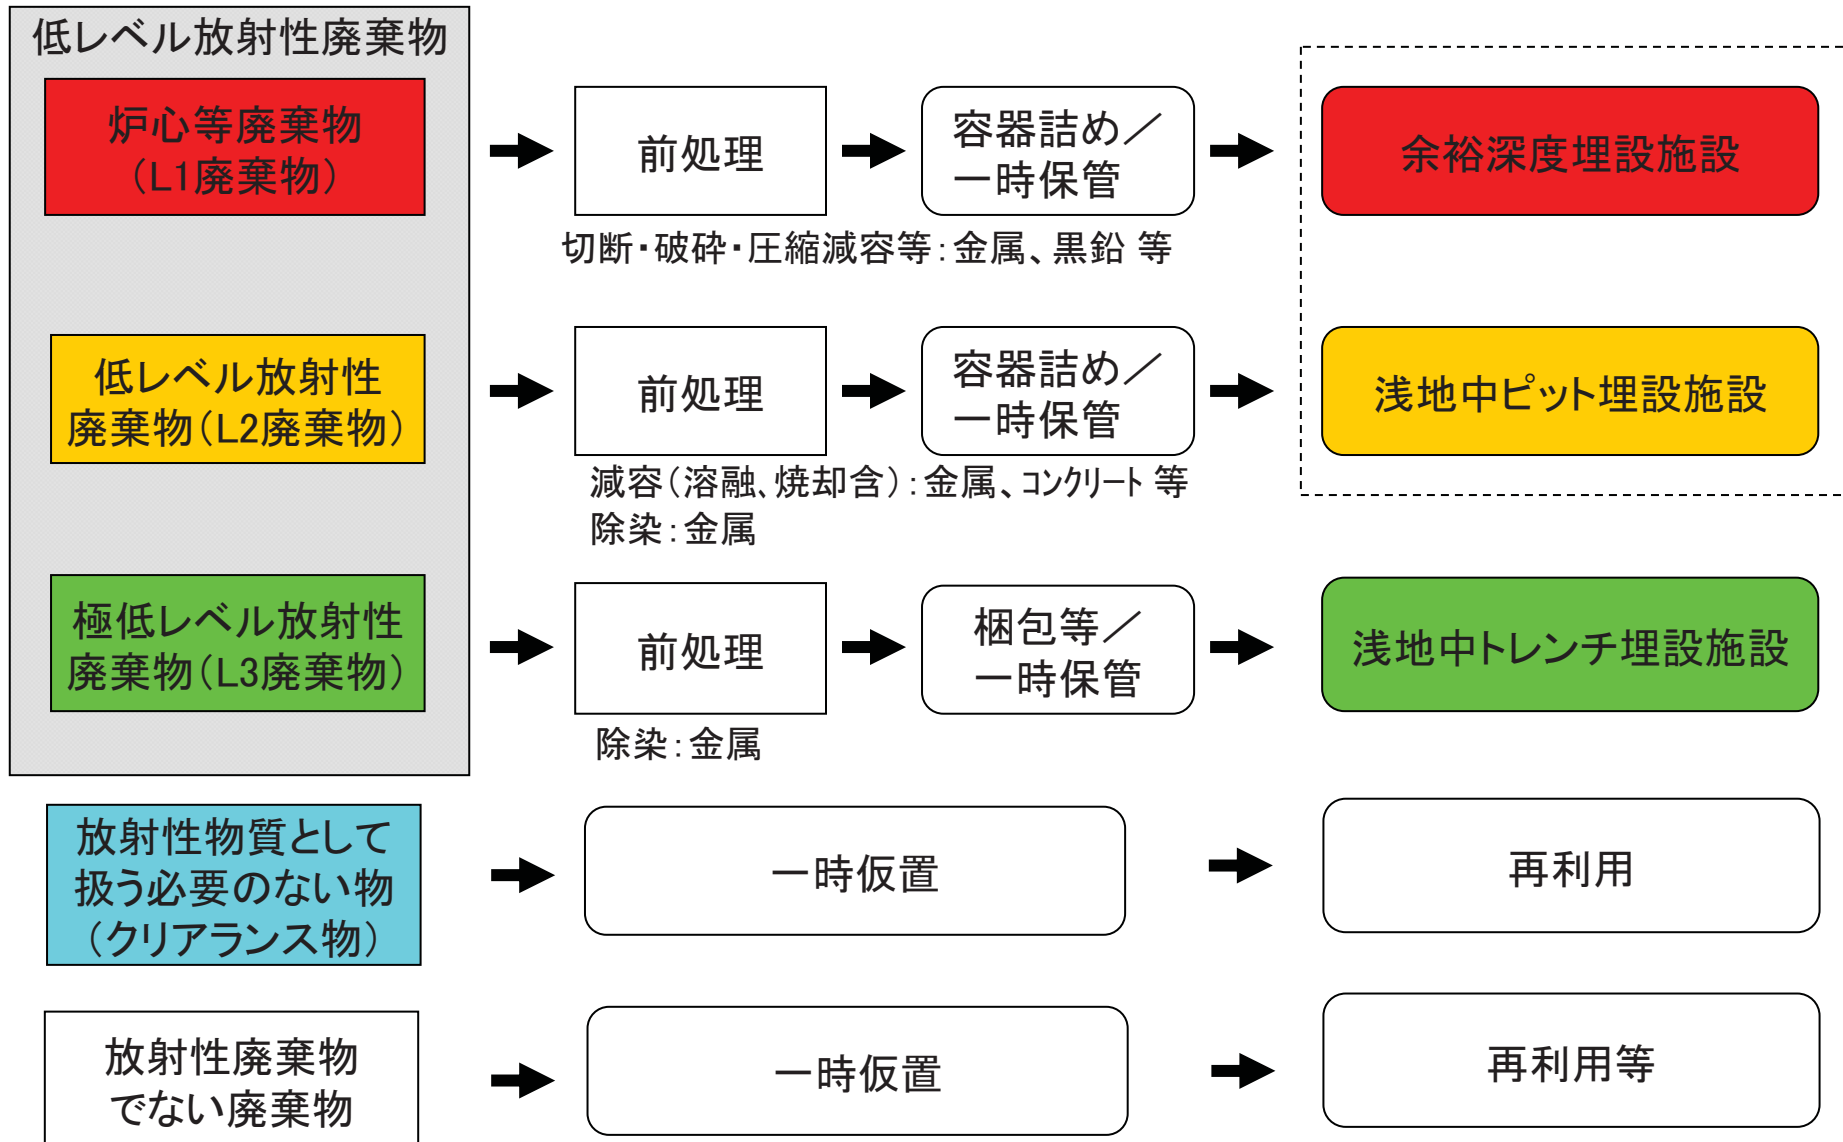 低レベル放射性廃棄物
炉心等廃棄物
（L1廃棄物）
前処理
容器詰め／
一時保管
余裕深度埋設施設
切断・破砕・圧縮減容等：金属、黒鉛 等
低レベル放射性
廃棄物（L2廃棄物）
前処理
容器詰め／
一時保管
浅地中ピット埋設施設
減容（溶融、焼却含）：金属、コンクリート 等
除染：金属
極低レベル放射性
廃棄物（L3廃棄物）
前処理
梱包等／
一時保管
浅地中トレンチ埋設施設
除染：金属
放射性物質として
扱う必要のない物
（クリアランス物）
一時仮置
再利用
放射性廃棄物
でない廃棄物
一時仮置
再利用等